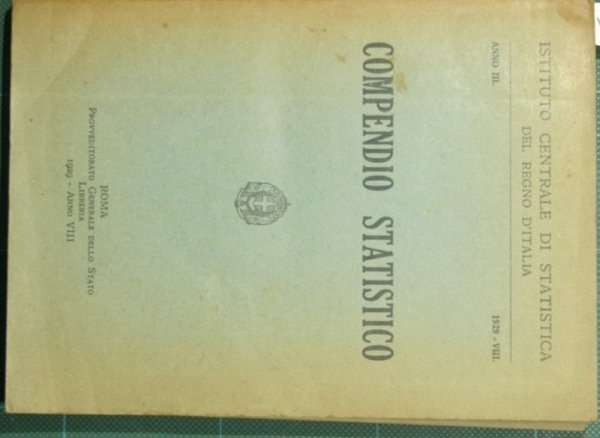 ISTITUTO CENTRALE DI STATISTICA
DEL REGNO D'ITALIA
ANNO III.
1929 - VIII.
COMPENDIO STATISTICO
ROMA
PROVVEDITORATO GENERALE DELLO STATO
LIBRERIA
1929 - ANNO VIII